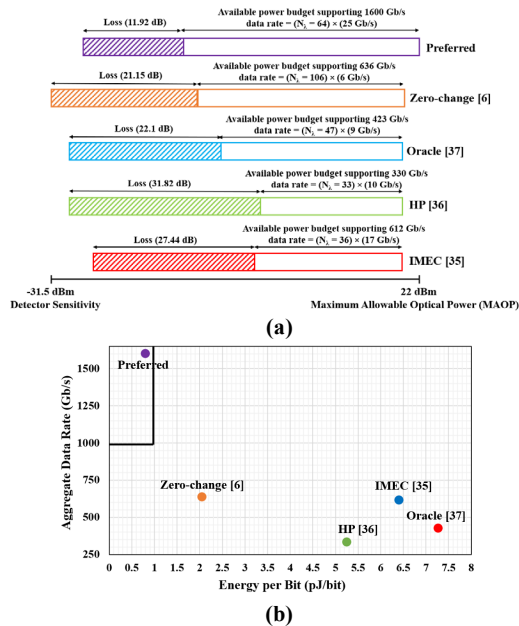 Loss (11.92 dB)
Available power budget supporting 1600 Gb/s
data rate = (Nλ = 64) × (25 Gb/s)
Preferred
Loss (21.15 dB)
Available power budget supporting 636 Gb/s
data rate = (Nλ = 106) × (6 Gb/s)
Zero-change [6]
Loss (22.1 dB)
Available power budget supporting 423 Gb/s
data rate = (Nλ = 47) × (9 Gb/s)
Oracle [37]
Loss (31.82 dB)
Available power budget supporting 330 Gb/s
data rate = (Nλ = 33) × (10 Gb/s)
HP [36]
Loss (27.44 dB)
Available power budget supporting 612 Gb/s
data rate = (Nλ = 36) × (17 Gb/s)
IMEC [35]
-31.5 dBm
22 dBm
Detector Sensitivity
Maximum Allowable Optical Power (MAOP)
(a)
Aggregate Data Rate (Gb/s)
1500
1250
1000
750
500
250
Preferred
Zero-change [6]
IMEC [35]
HP [36]
Oracle [37]
0 0.5 1 1.5 2 2.5 3 3.5 4 4.5 5 5.5 6 6.5 7 7.5 8
Energy per Bit (pJ/bit)
(b)